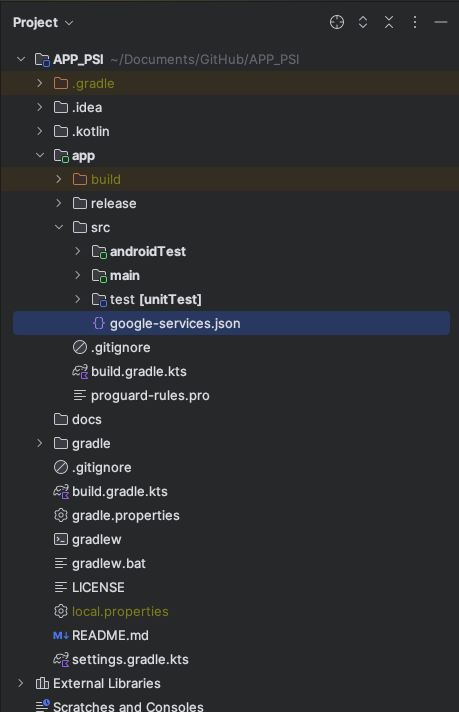 Project
APP_PSI ~/Documents/GitHub/APP_PSI
.gradle
.idea
.kotlin
app
build
release
src
androidTest
main
test [unitTest]
{} google-services.json
.gitignore
build.gradle.kts
proguard-rules.pro
docs
gradle
.gitignore
build.gradle.kts
gradle.properties
gradlew
gradlew.bat
LICENSE
local.properties
M↓ README.md
settings.gradle.kts
External Libraries
Scratches and Consoles